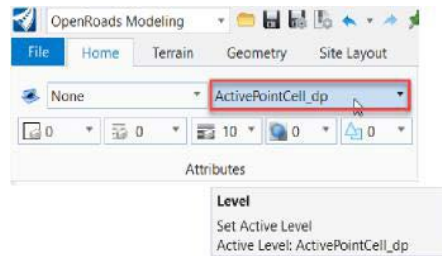 OpenRoads Modeling
File Home Terrain Geometry Site Layout
None ActivePointCell_dp
0 0 10 0 0
Attributes
Level
Set Active Level
Active Level: ActivePointCell_dp